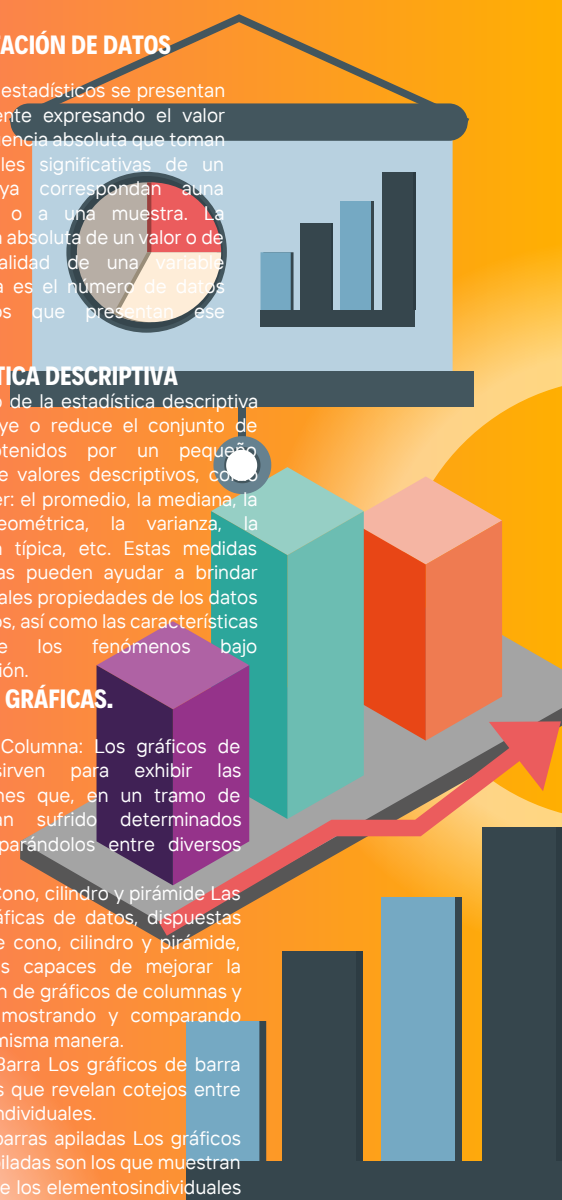 ACIÓN DE DATOS
estadísticos se presentan
nte expresando el valor
encia absoluta que toman
les significativas de un
ya correspondan auna
o a una muestra. La
absoluta de un valor o de
alidad de una variable
a es el número de datos
os que presentan ese
TICA DESCRIPTIVA
o de la estadística descriptiva
ye o reduce el conjunto de
otenidos por un pequeño
e valores descriptivos, como
er: el promedio, la mediana, la
eométrica, la varianza, la
n típica, etc. Estas medidas
as pueden ayudar a brindar
ales propiedades de los datos
os, así como las características
e los fenómenos bajo
ión.
GRÁFICAS.
Columna: Los gráficos de
sirven para exhibir las
nes que, en un tramo de
an sufrido determinados
parándolos entre diversos
Cono, cilindro y pirámide Las
áficas de datos, dispuestas
e cono, cilindro y pirámide,
s capaces de mejorar la
n de gráficos de columnas y
mostrando y comparando
misma manera.
Barra Los gráficos de barra
s que revelan cotejos entre
ndividuales.
barras apiladas Los gráficos
iladas son los que muestran
e los elementosindividuales